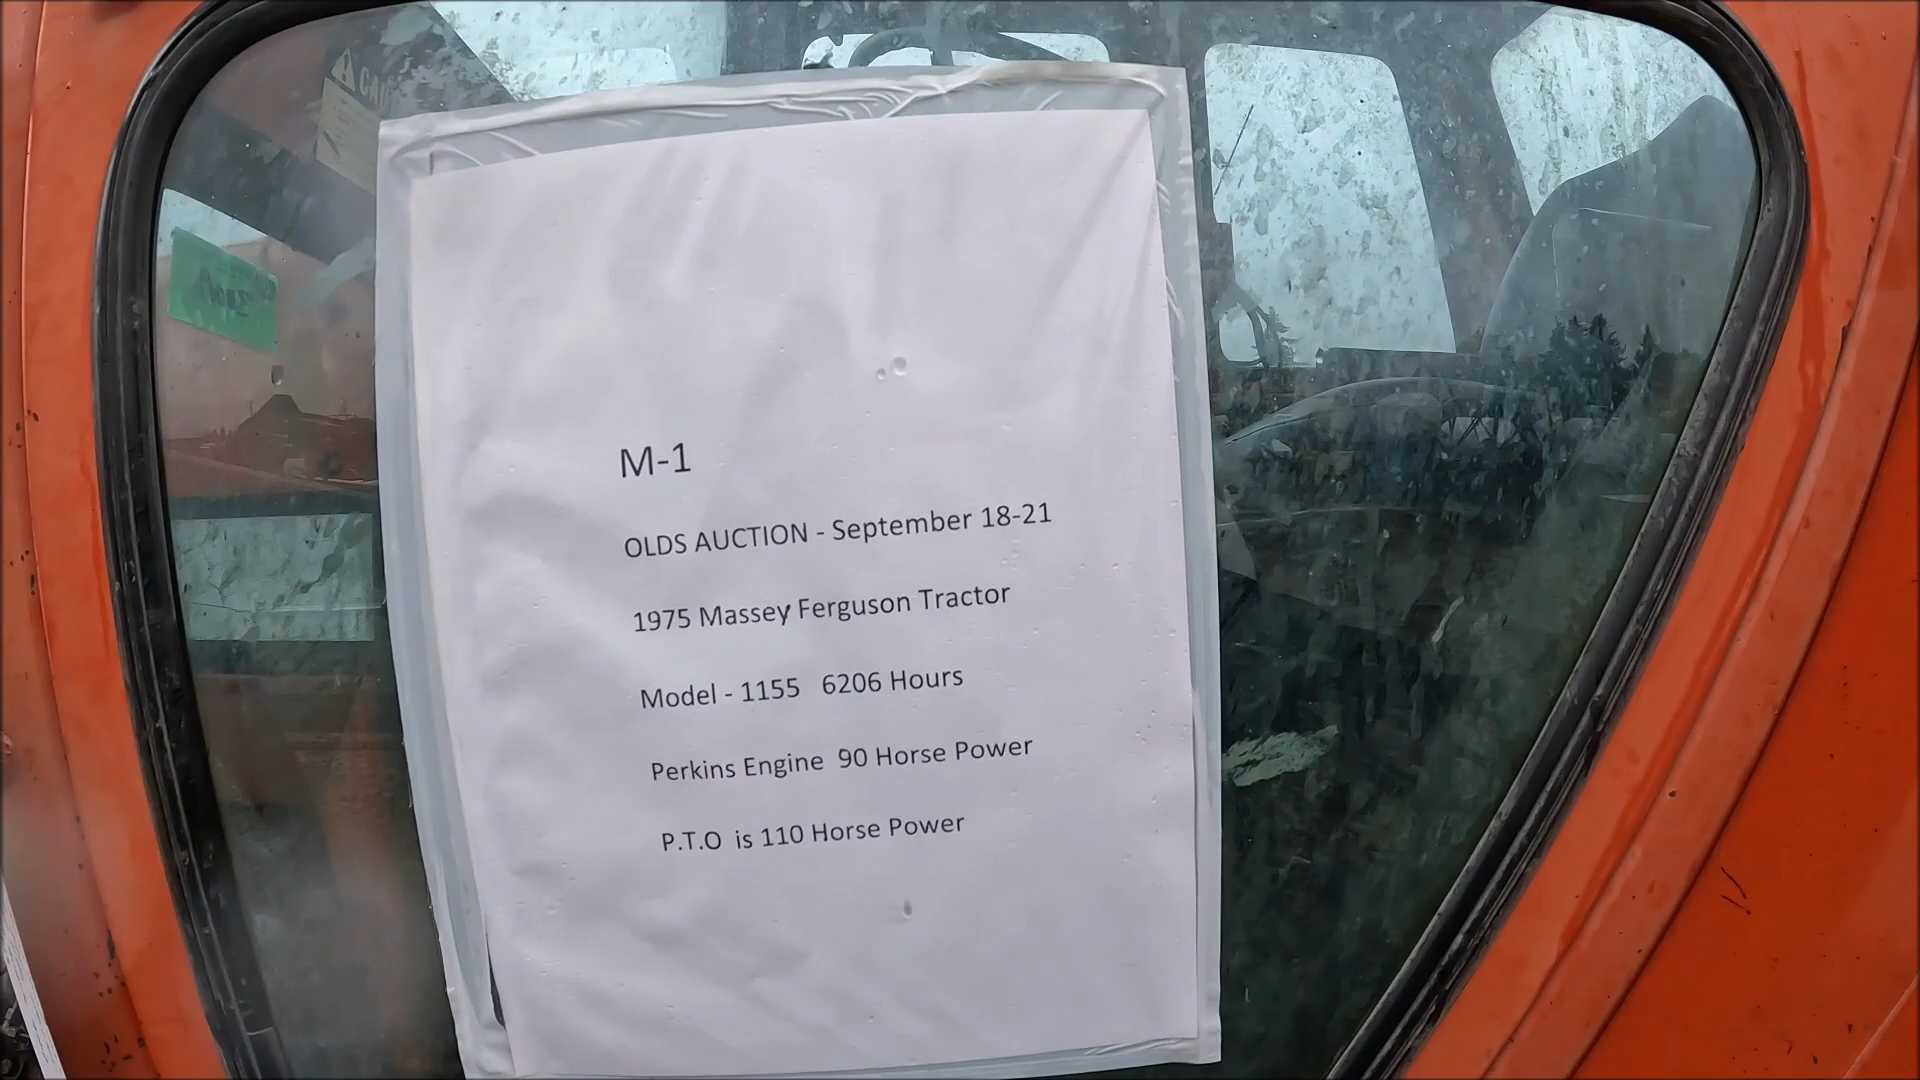 M-1
OLDS AUCTION - September 18-21
1975 Massey Ferguson Tractor
Model - 1155 6206 Hours
Perkins Engine 90 Horse Power
P.T.O is 110 Horse Power